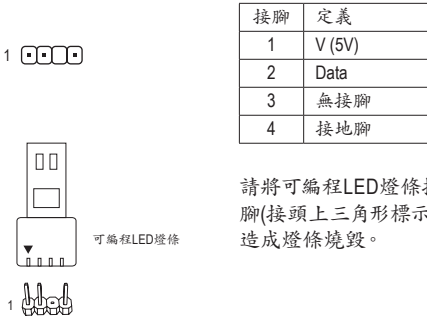 1
接腳 定義
1 V (5V)
2 Data
3 無接腳
4 接地腳
請將可編程LED燈條
腳(接頭上三角形標示
造成燈條燒毀。
可編程LED燈條
1